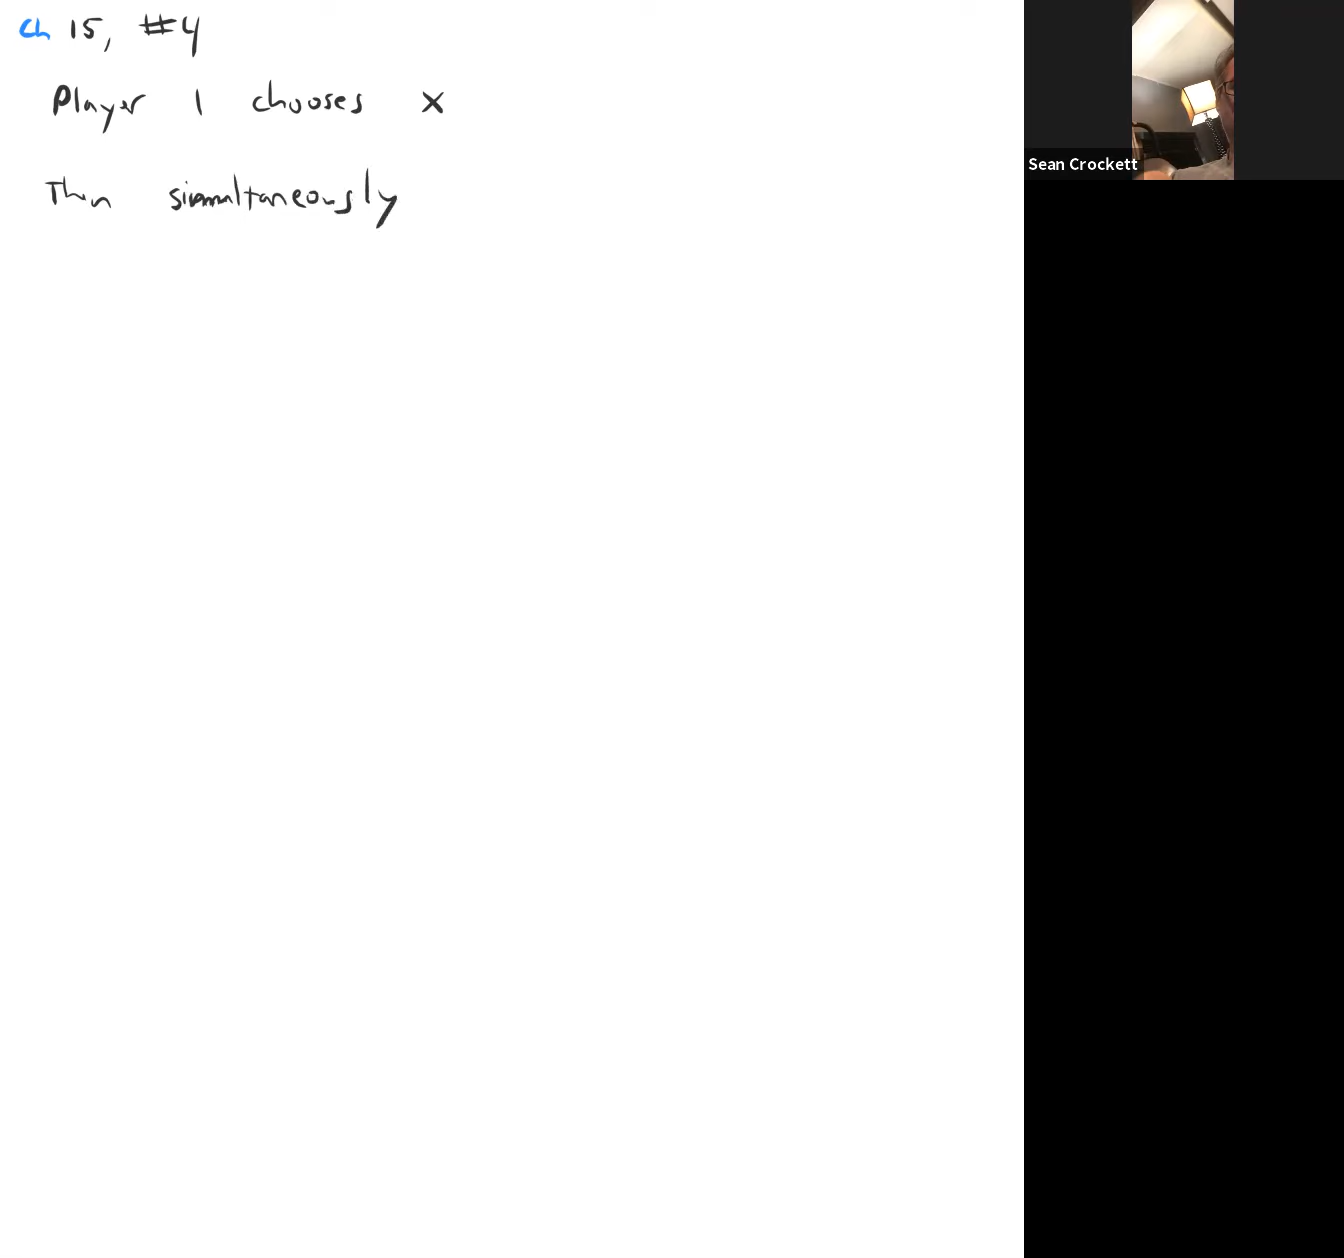 Ch 15, #4
Player 1 chooses x
Then simultaneously
Sean Crockett